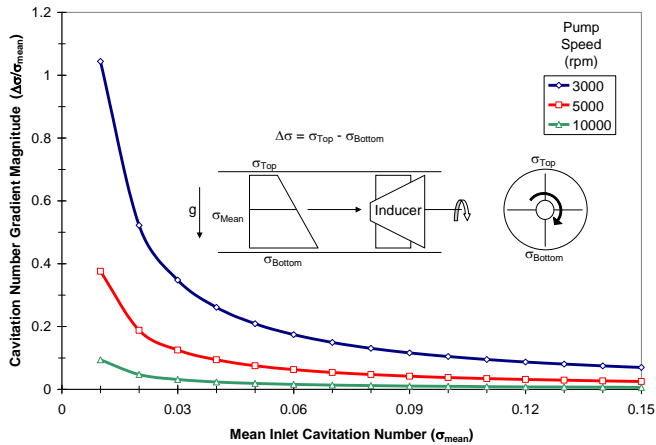 Pump
Speed
(rpm)
3000
5000
10000
Cavitation Number Gradient Magnitude (Δσ/σmean)
1.2
1
0.8
0.6
0.4
0.2
0
Δσ = σTop - σBottom
σTop
g
σMean
Inducer
σBottom
σTop
σBottom
0
0.03
0.06
0.09
0.12
0.15
Mean Inlet Cavitation Number (σmean)